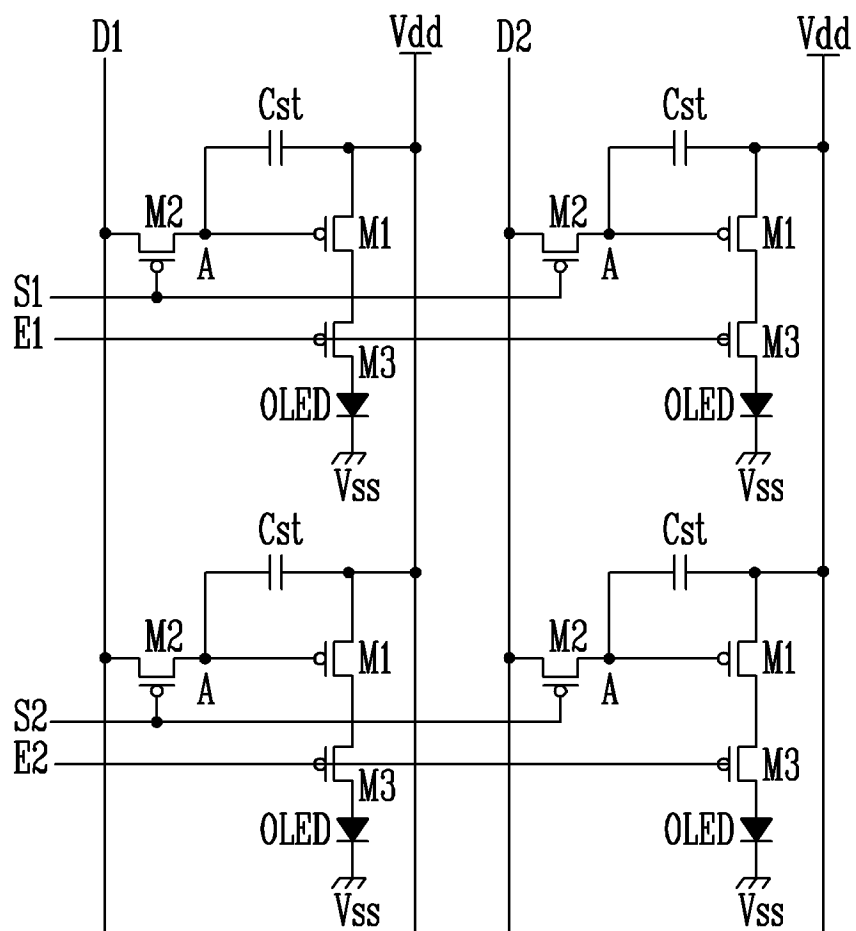 D1 Vdd D2 Vdd
Cst Cst
M2 M1 M2 M1
A A
S1
E1
M3 M3
OLED OLED
Vss Vss
Cst Cst
M2 M1 M2 M1
A A
S2
E2
M3 M3
OLED OLED
Vss Vss